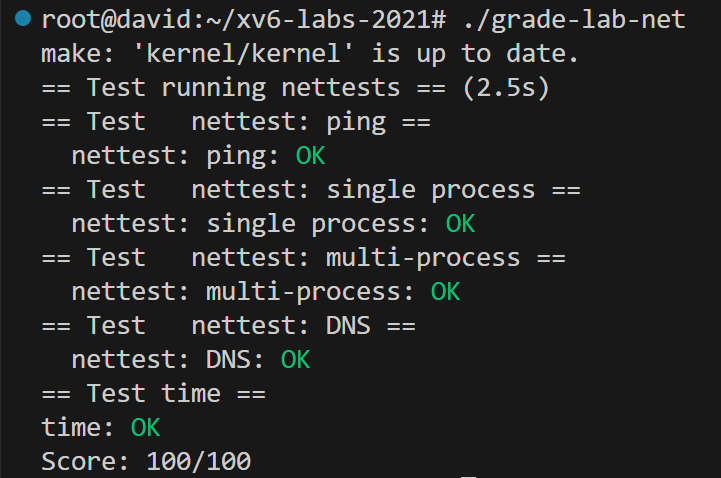 root@david:~/xv6-labs-2021# ./grade-lab-net
make: 'kernel/kernel' is up to date.
== Test running nettests == (2.5s)
== Test   nettest: ping ==
  nettest: ping: OK
== Test   nettest: single process ==
  nettest: single process: OK
== Test   nettest: multi-process ==
  nettest: multi-process: OK
== Test   nettest: DNS ==
  nettest: DNS: OK
== Test time ==
time: OK
Score: 100/100